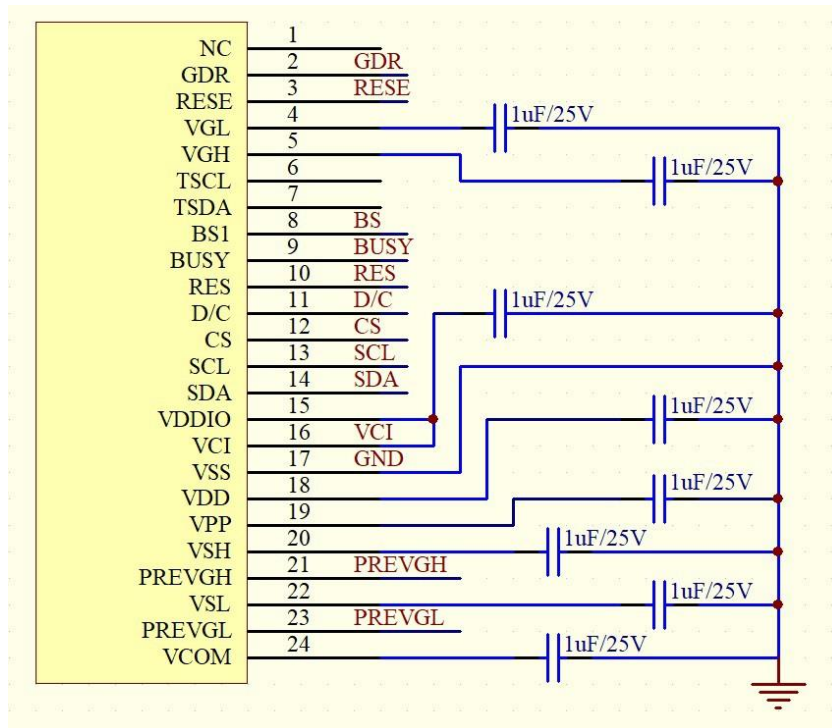 NC 1
GDR 2 GDR
RESE 3 RESE
VGL 4 1uF/25V
VGH 5
TSCL 6 1uF/25V
TSDA 7
BS1 8 BS
BUSY 9 BUSY
RES 10 RES
D/C 11 D/C 1uF/25V
CS 12 CS
SCL 13 SCL
SDA 14 SDA
VDDIO 15 1uF/25V
VCI 16 VCI
VSS 17 GND
VDD 18 1uF/25V
VPP 19
VSH 20 1uF/25V
PREVGH 21 PREVGH
VSL 22 1uF/25V
PREVGL 23 PREVGL
VCOM 24 1uF/25V